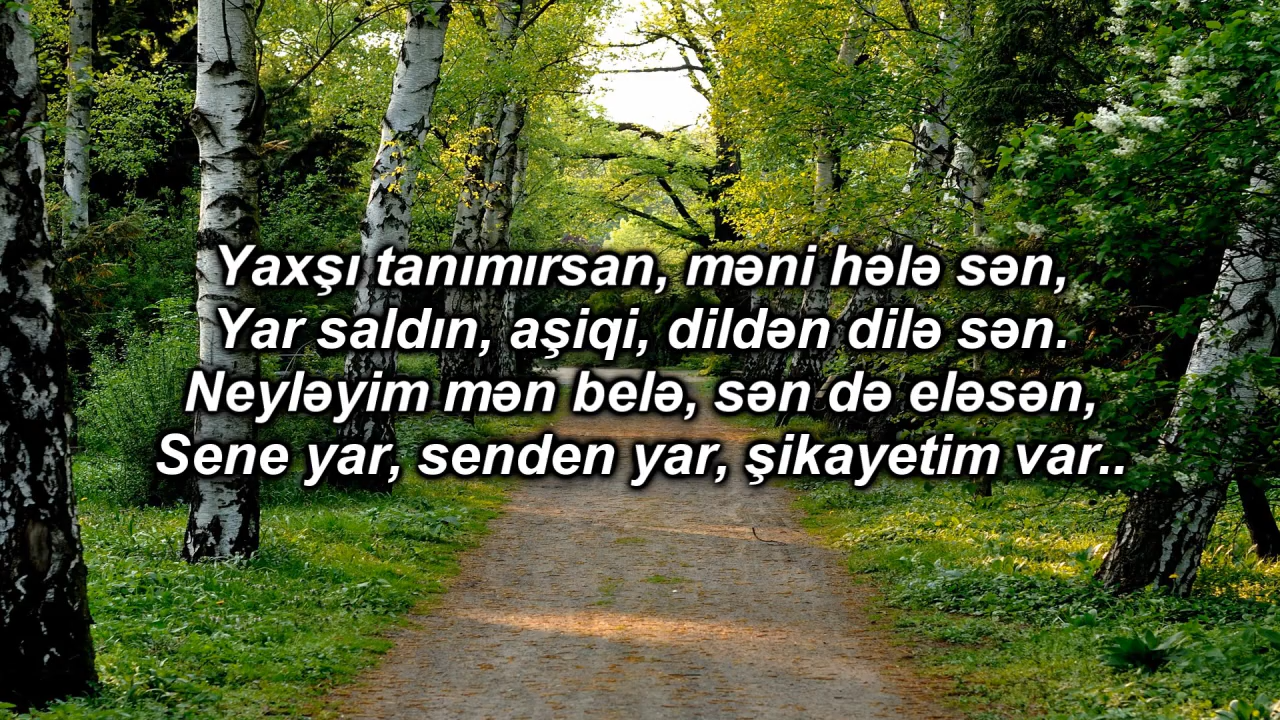 Yaxşı tanımırsan, məni hələ sən,
Yar saldın, aşiqi, dildən dilə sən.
Neyləyim mən belə, sən də eləsən,
Sene yar, senden yar, şikayetim var..